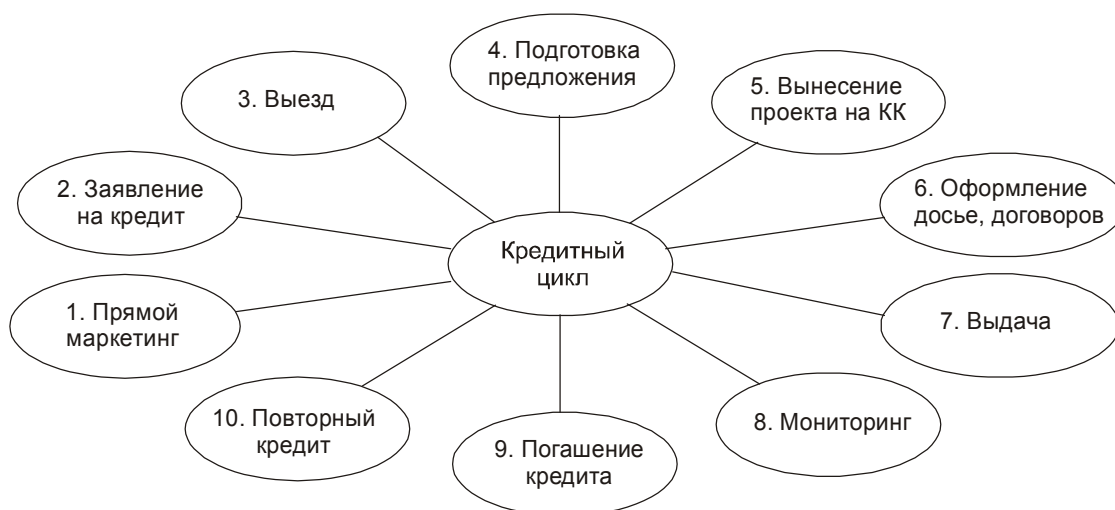 4. Подготовка
предложения
3. Выезд
5. Вынесение
проекта на КК
2. Заявление
на кредит
6. Оформление
досье, договоров
Кредитный
цикл
1. Прямой
маркетинг
7. Выдача
10. Повторный
кредит
8. Мониторинг
9. Погашение
кредита